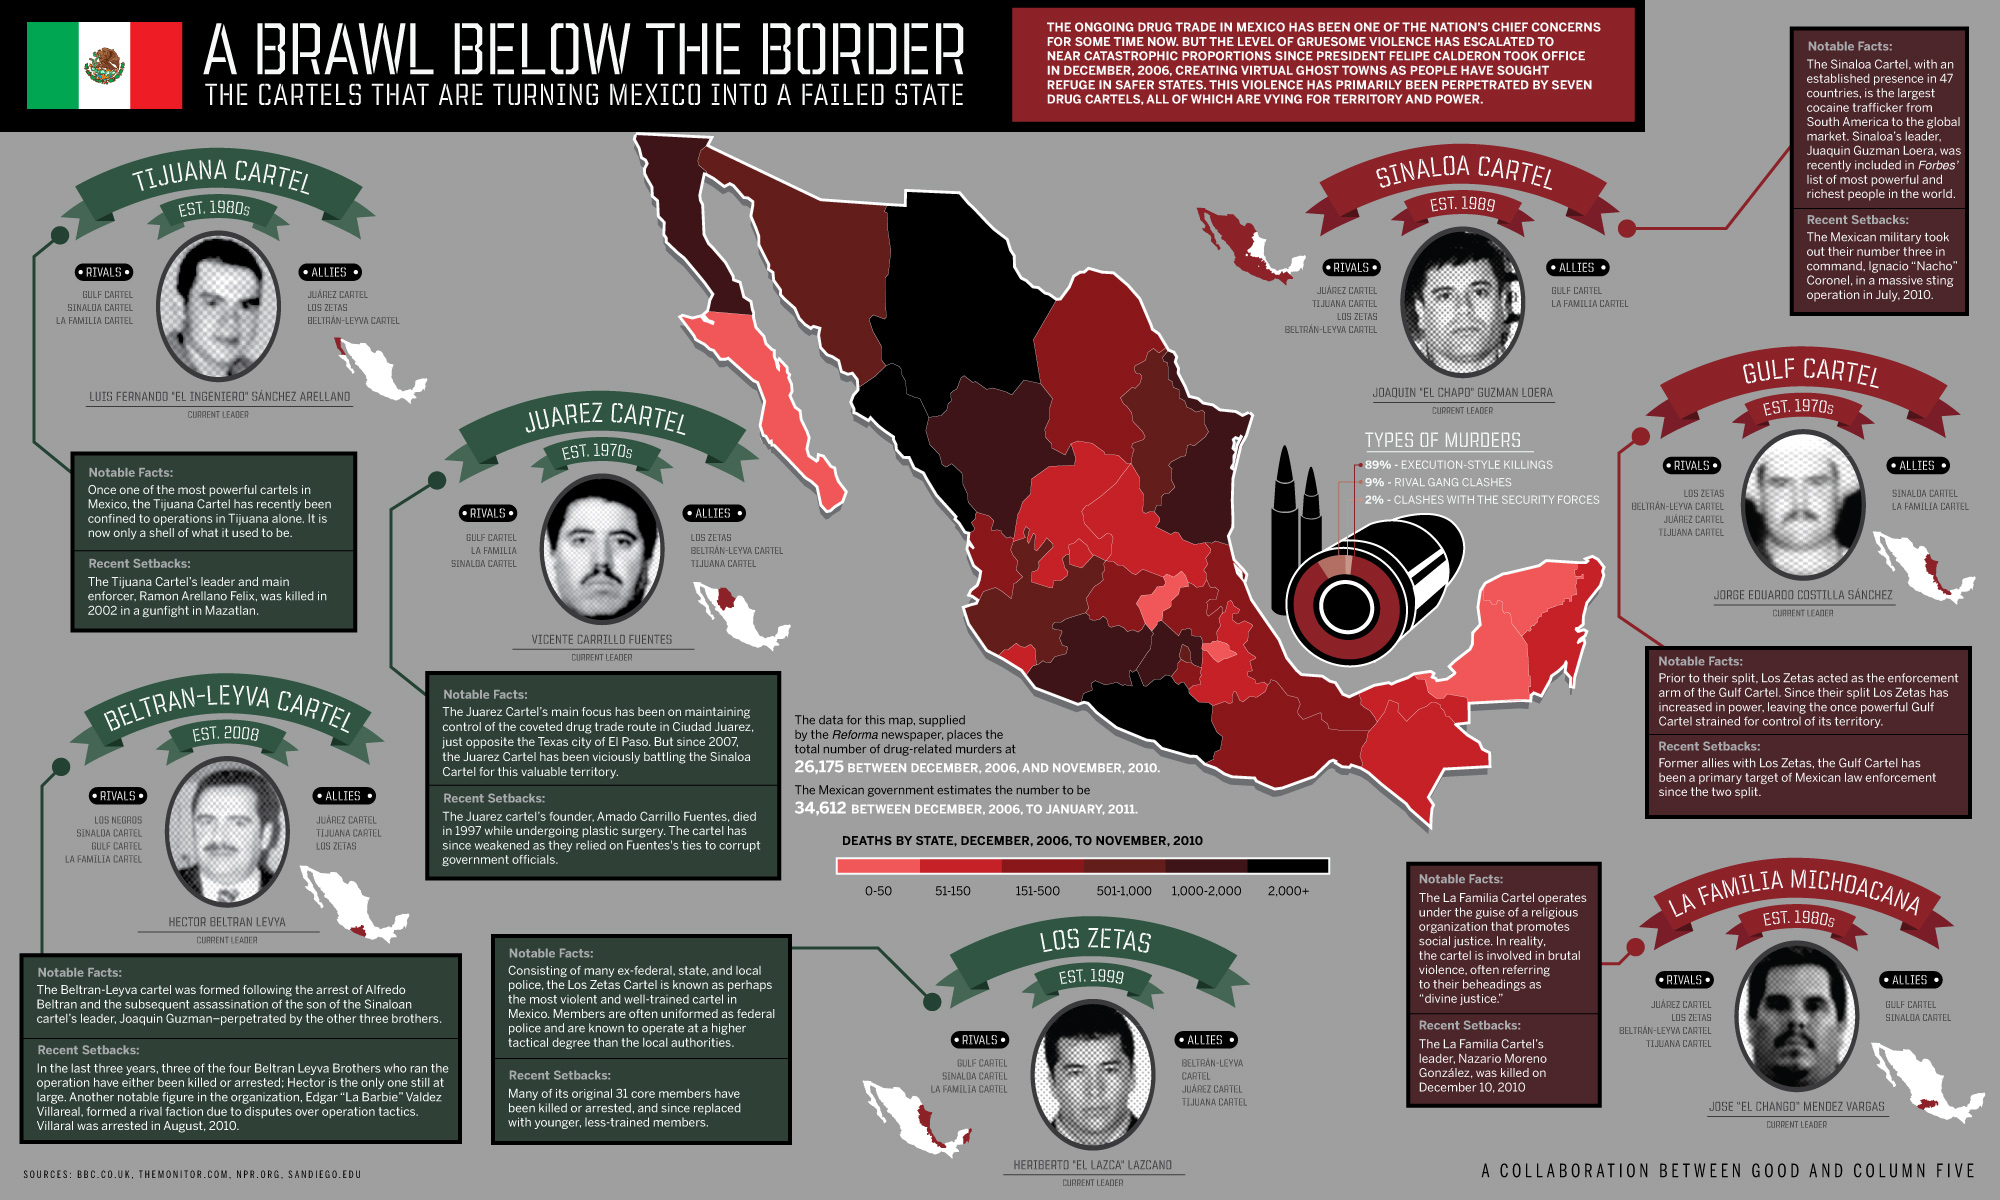 A BRAWL BELOW THE BORDER
THE CARTELS THAT ARE TURNING MEXICO INTO A FAILED STATE
THE ONGOING DRUG TRADE IN MEXICO HAS BEEN ONE OF THE NATION'S CHIEF CONCERNS
FOR SOME TIME NOW. BUT THE LEVEL OF GRUESOME VIOLENCE HAS ESCALATED TO
NEAR CATASTROPHIC PROPORTIONS SINCE PRESIDENT FELIPE CALDERON TOOK OFFICE
IN DECEMBER, 2006, CREATING VIRTUAL GHOST TOWNS AS PEOPLE HAVE SOUGHT
REFUGE IN SAFER STATES. THIS VIOLENCE HAS PRIMARILY BEEN PERPETRATED BY SEVEN
DRUG CARTELS, ALL OF WHICH ARE VYING FOR TERRITORY AND POWER.
TIJUANA CARTEL
EST. 1980s
RIVALS
GULF CARTEL
SINALOA CARTEL
LA FAMILIA CARTEL
ALLIES
JUÁREZ CARTEL
LOS ZETAS
BELTRÁN-LEYVA CARTEL
LUIS FERNANDO "EL INGENIERO" SÁNCHEZ ARELLANO
CURRENT LEADER
Notable Facts:
Once one of the most powerful cartels in
Mexico, the Tijuana Cartel has recently been
confined to operations in Tijuana alone. It is
now only a shell of what it used to be.
Recent Setbacks:
The Tijuana Cartel's leader and main
enforcer, Ramon Arellano Felix, was killed in
2002 in a gunfight in Mazatlan.
JUAREZ CARTEL
EST. 1970s
RIVALS
GULF CARTEL
LA FAMILIA
SINALOA CARTEL
ALLIES
LOS ZETAS
BELTRÁN-LEYVA CARTEL
TIJUANA CARTEL
VICENTE CARRILLO FUENTES
CURRENT LEADER
Notable Facts:
The Juarez Cartel's main focus has been on maintaining
control of the coveted drug trade route in Ciudad Juarez,
just opposite the Texas city of El Paso. But since 2007,
the Juarez Cartel has been viciously battling the Sinaloa
Cartel for this valuable territory.
Recent Setbacks:
The Juarez cartel's founder, Amado Carrillo Fuentes, died
in 1997 while undergoing plastic surgery. The cartel has
since weakened as they relied on Fuentes's ties to corrupt
government officials.
BELTRAN-LEYVA CARTEL
EST. 2008
RIVALS
LOS NEGROS
SINALOA CARTEL
GULF CARTEL
LA FAMILIA CARTEL
ALLIES
JUÁREZ CARTEL
TIJUANA CARTEL
LOS ZETAS
HECTOR BELTRAN LEVYA
CURRENT LEADER
Notable Facts:
The Beltran-Leyva cartel was formed following the arrest of Alfredo
Beltran and the subsequent assassination of the son of the Sinaloan
cartel's leader, Joaquin Guzman–perpetrated by the other three brothers.
Recent Setbacks:
In the last three years, three of the four Beltran Leyva Brothers who ran the
operation have either been killed or arrested; Hector is the only one still at
large. Another notable figure in the organization, Edgar "La Barbie" Valdez
Villareal, formed a rival faction due to disputes over operation tactics.
Villaral was arrested in August, 2010.
Notable Facts:
Consisting of many ex-federal, state, and local
police, the Los Zetas Cartel is known as perhaps
the most violent and well-trained cartel in
Mexico. Members are often uniformed as federal
police and are known to operate at a higher
tactical degree than the local authorities.
Recent Setbacks:
Many of its original 31 core members have
been killed or arrested, and since replaced
with younger, less-trained members.
LOS ZETAS
EST. 1999
RIVALS
GULF CARTEL
SINALOA CARTEL
LA FAMILIA CARTEL
ALLIES
BELTRÁN-LEYVA
CARTEL
JUÁREZ CARTEL
TIJUANA CARTEL
HERIBERTO "EL LAZCA" LAZCANO
CURRENT LEADER
The data for this map, supplied
by the Reforma newspaper, places the
total number of drug-related murders at
26,175 BETWEEN DECEMBER, 2006, AND NOVEMBER, 2010.
The Mexican government estimates the number to be
34,612 BETWEEN DECEMBER, 2006, TO JANUARY, 2011.
DEATHS BY STATE, DECEMBER, 2006, TO NOVEMBER, 2010
0-50 51-150 151-500 501-1,000 1,000-2,000 2,000+
TYPES OF MURDERS
89% - EXECUTION-STYLE KILLINGS
9% - RIVAL GANG CLASHES
2% - CLASHES WITH THE SECURITY FORCES
SINALOA CARTEL
EST. 1989
RIVALS
JUÁREZ CARTEL
TIJUANA CARTEL
LOS ZETAS
BELTRÁN-LEYVA CARTEL
ALLIES
GULF CARTEL
LA FAMILIA CARTEL
JOAQUIN "EL CHAPO" GUZMAN LOERA
CURRENT LEADER
Notable Facts:
The Sinaloa Cartel, with an
established presence in 47
countries, is the largest
cocaine trafficker from
South America to the global
market. Sinaloa's leader,
Juaquin Guzman Loera, was
recently included in Forbes'
list of most powerful and
richest people in the world.
Recent Setbacks:
The Mexican military took
out their number three in
command, Ignacio "Nacho"
Coronel, in a massive sting
operation in July, 2010.
GULF CARTEL
EST. 1970s
RIVALS
LOS ZETAS
BELTRÁN-LEYVA CARTEL
JUÁREZ CARTEL
TIJUANA CARTEL
ALLIES
SINALOA CARTEL
LA FAMILIA CARTEL
JORGE EDUARDO COSTILLA SÁNCHEZ
CURRENT LEADER
Notable Facts:
Prior to their split, Los Zetas acted as the enforcement
arm of the Gulf Cartel. Since their split Los Zetas has
increased in power, leaving the once powerful Gulf
Cartel strained for control of its territory.
Recent Setbacks:
Former allies with Los Zetas, the Gulf Cartel has
been a primary target of Mexican law enforcement
since the two split.
LA FAMILIA MICHOACANA
EST. 1980s
RIVALS
JUÁREZ CARTEL
LOS ZETAS
BELTRÁN-LEYVA CARTEL
TIJUANA CARTEL
ALLIES
GULF CARTEL
SINALOA CARTEL
JOSE "EL CHANGO" MENDEZ VARGAS
CURRENT LEADER
Notable Facts:
The La Familia Cartel operates
under the guise of a religious
organization that promotes
social justice. In reality,
the cartel is involved in brutal
violence, often referring
to their beheadings as
"divine justice."
Recent Setbacks:
The La Familia Cartel's
leader, Nazario Moreno
González, was killed on
December 10, 2010
SOURCES: BBC.CO.UK, THEMONITOR.COM, NPR.ORG, SANDIEGO.EDU
A COLLABORATION BETWEEN GOOD AND COLUMN FIVE